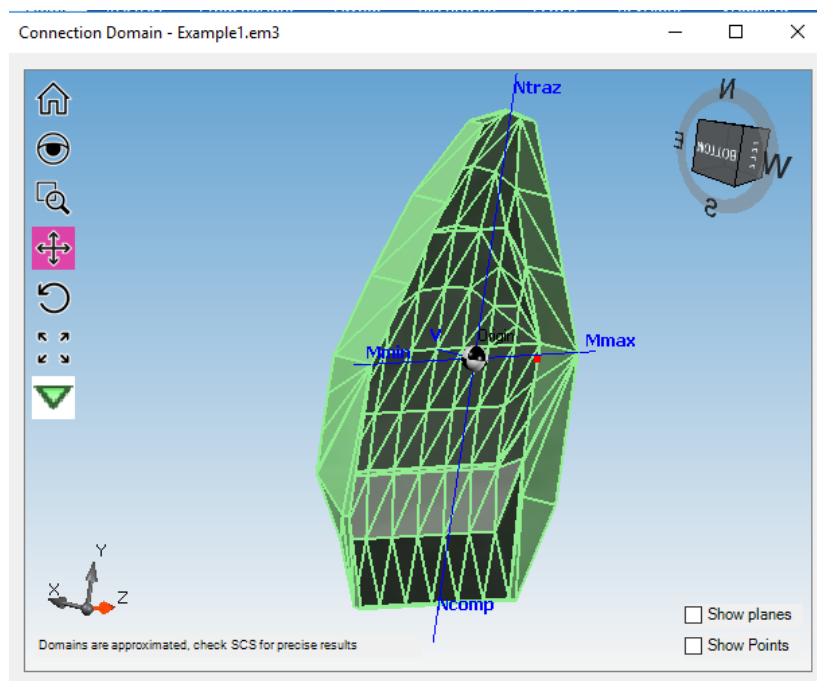 Connection Domain - Example1.em3
Ntraz
N
E
BOTTOM
W
S
V
Origin
Mmin
Mmax
Y
X
Z
Ncomp
Show planes
Show Points
Domains are approximated, check SCS for precise results